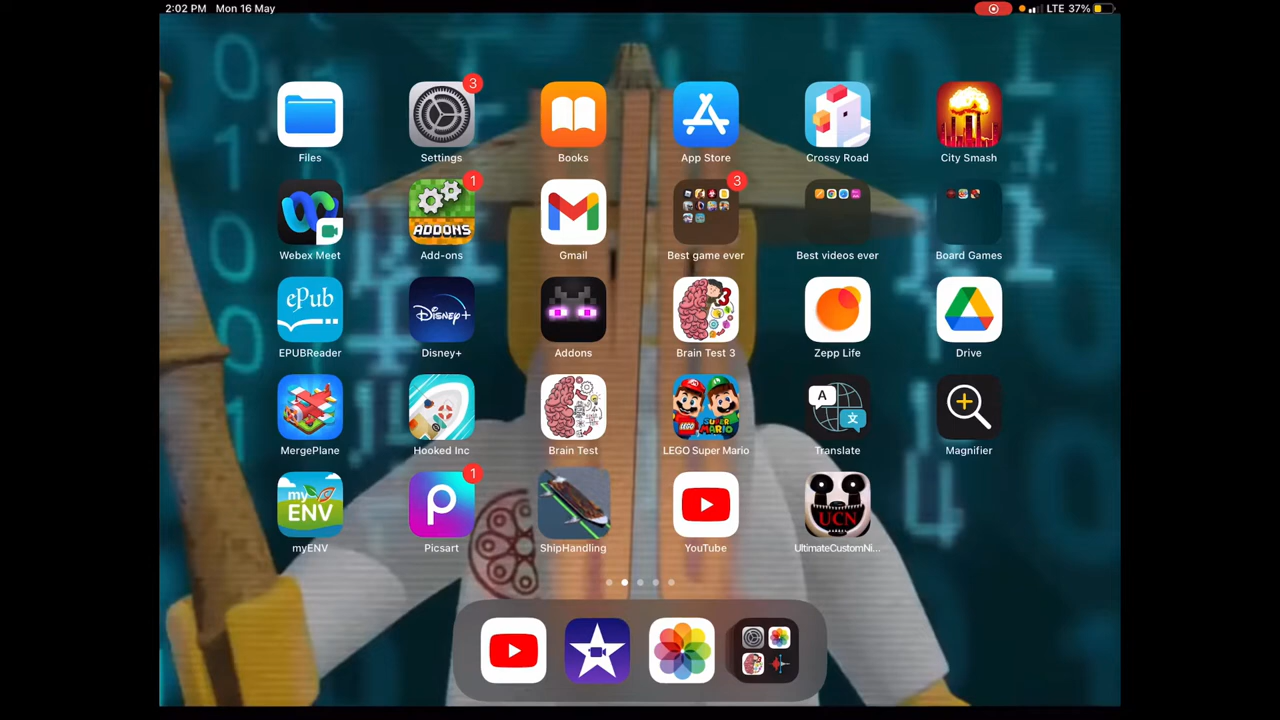 2:02 PM Mon 16 May
LTE 37%
3
Files
Settings
Books
App Store
Crossy Road
City Smash
1
3
ADDONS
Webex Meet
Add-ons
Gmail
Best game ever
Best videos ever
Board Games
ePub
Disney+
3
EPUBReader
Disney+
Addons
Brain Test 3
Zepp Life
Drive
LEGO
SUPER MARIO
A
文
MergePlane
Hooked Inc
Brain Test
LEGO Super Mario
Translate
Magnifier
1
my
ENV
P
UCN
myENV
Picsart
ShipHandling
YouTube
UltimateCustomNi...